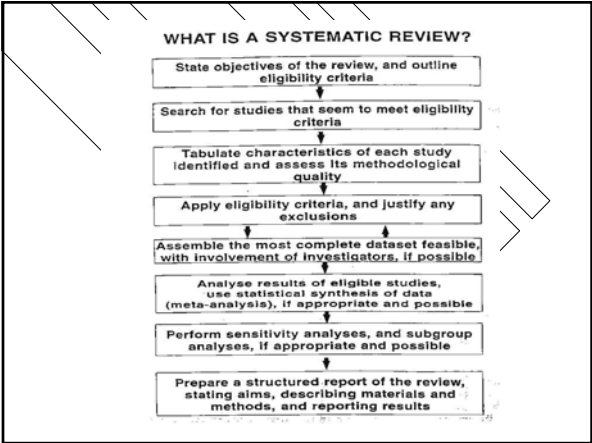 WHAT IS A SYSTEMATIC REVIEW?
State objectives of the review, and outline
eligibility criteria
Search for studies that seem to meet eligibility
criteria
Tabulate characteristics of each study
identified and assess its methodological
quality
Apply eligibility criteria, and justify any
exclusions
Assemble the most complete dataset feasible,
with involvement of investigators, if possible
Analyse results of eligible studies,
use statistical synthesis of data
(meta-analysis), if appropriate and possible
Perform sensitivity analyses, and subgroup
analyses, if appropriate and possible
Prepare a structured report of the review,
stating aims, describing materials and
methods, and reporting results